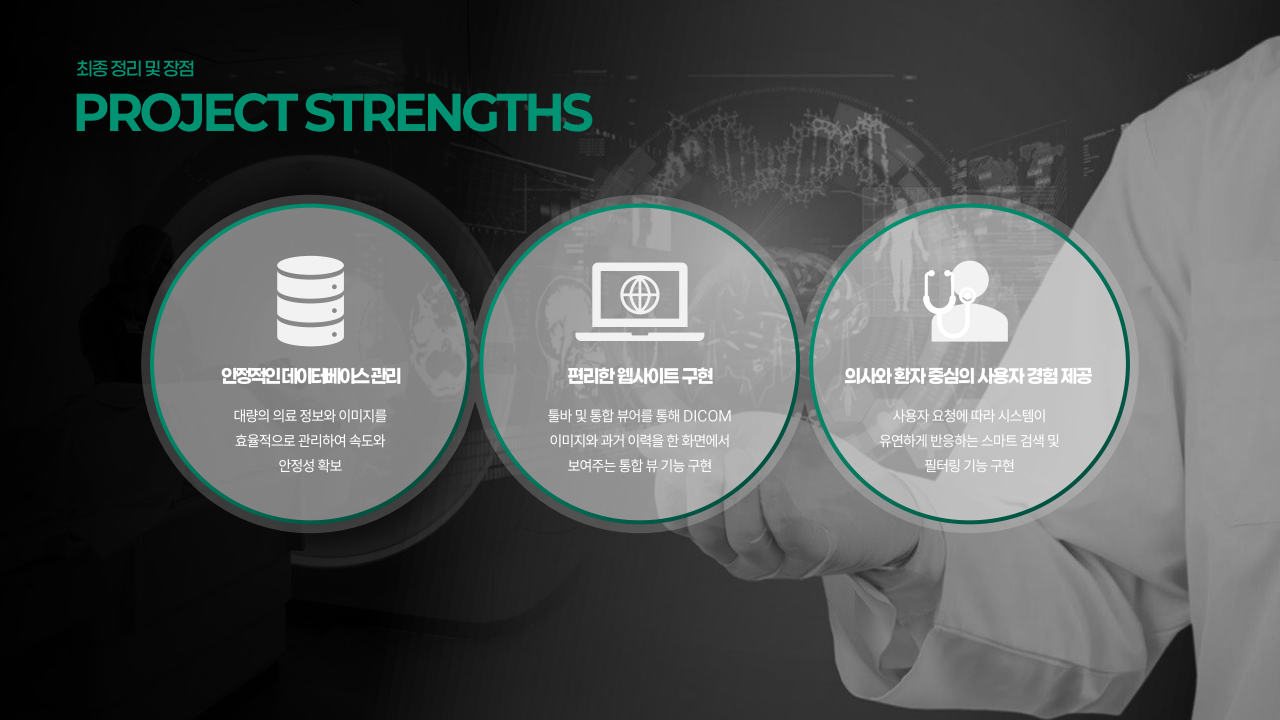 최종 정리 및 장점
PROJECT STRENGTHS
안정적인 데이터베이스 관리
대량의 의료 정보와 이미지를
효율적으로 관리하여 속도와
안정성 확보
편리한 웹사이트 구현
툴바 및 통합 뷰어를 통해 DICOM
이미지와 과거 이력을 한 화면에서
보여주는 통합 뷰 기능 구현
의사와 환자 중심의 사용자 경험 제공
사용자 요청에 따라 시스템이
유연하게 반응하는 스마트 검색 및
필터링 기능 구현